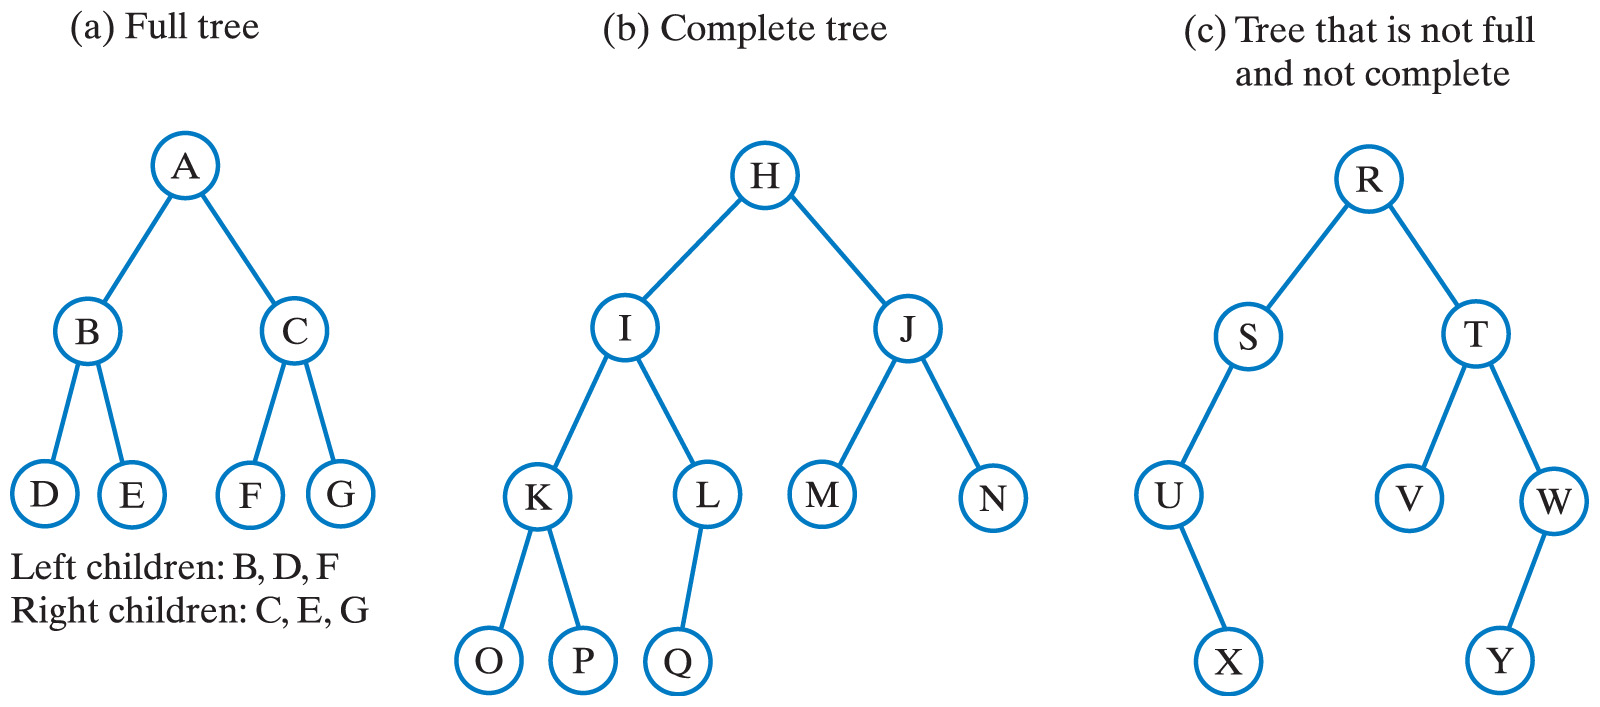 (a) Full tree
(b) Complete tree
(c) Tree that is not full
and not complete
A
H
R
B
C
I
J
S
T
D
E
F
G
K
L
M
N
U
V
W
Left children: B, D, F
Right children: C, E, G
O
P
Q
X
Y